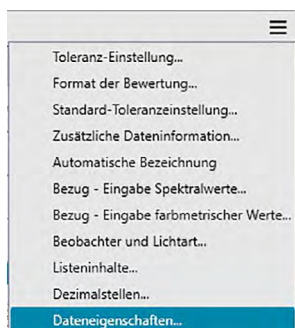 Toleranz-Einstellung...
Format der Bewertung...
Standard-Toleranzeinstellung...
Zusätzliche Dateninformation...
Automatische Bezeichnung
Bezug - Eingabe Spektralwerte...
Bezug - Eingabe farbmetrischer Werte...
Beobachter und Lichtart...
Listeninhalte...
Dezimalstellen...
Dateneigenschaften...